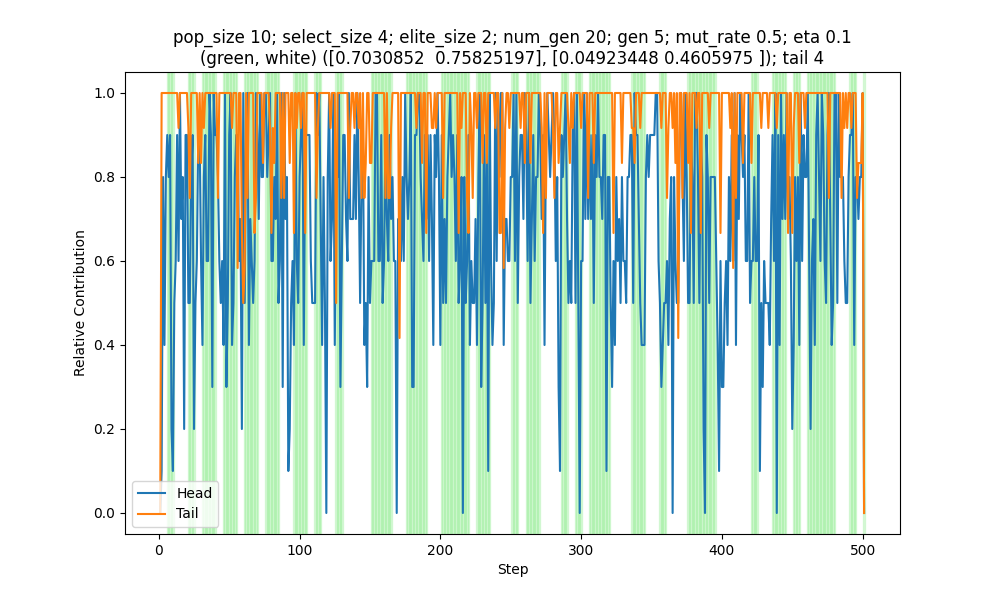 pop_size 10; select_size 4; elite_size 2; num_gen 20; gen 5; mut_rate 0.5; eta 0.1
(green, white) ([0.7030852  0.75825197], [0.04923448 0.4605975 ]); tail 4
1.0
0.8
0.6
0.4
0.2
0.0
Relative Contribution
Head
Tail
0 100 200 300 400 500
Step